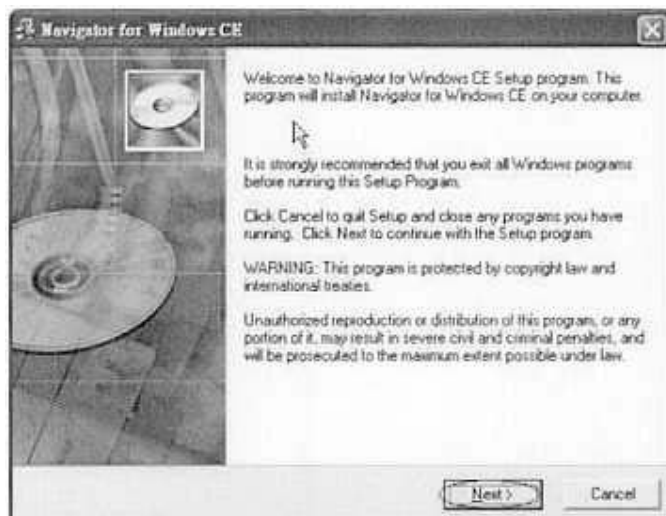 Navigator for Windows CE
Welcome to Navigator for Windows CE Setup program. This
program will install Navigator for Windows CE on your computer.
It is strongly recommended that you exit all Windows programs
before running this Setup Program.
Click Cancel to quit Setup and close any programs you have
running. Click Next to continue with the Setup program.
WARNING: This program is protected by copyright law and
international treaties.
Unauthorized reproduction or distribution of this program, or any
portion of it, may result in severe civil and criminal penalties, and
will be prosecuted to the maximum extent possible under law.
Next >
Cancel